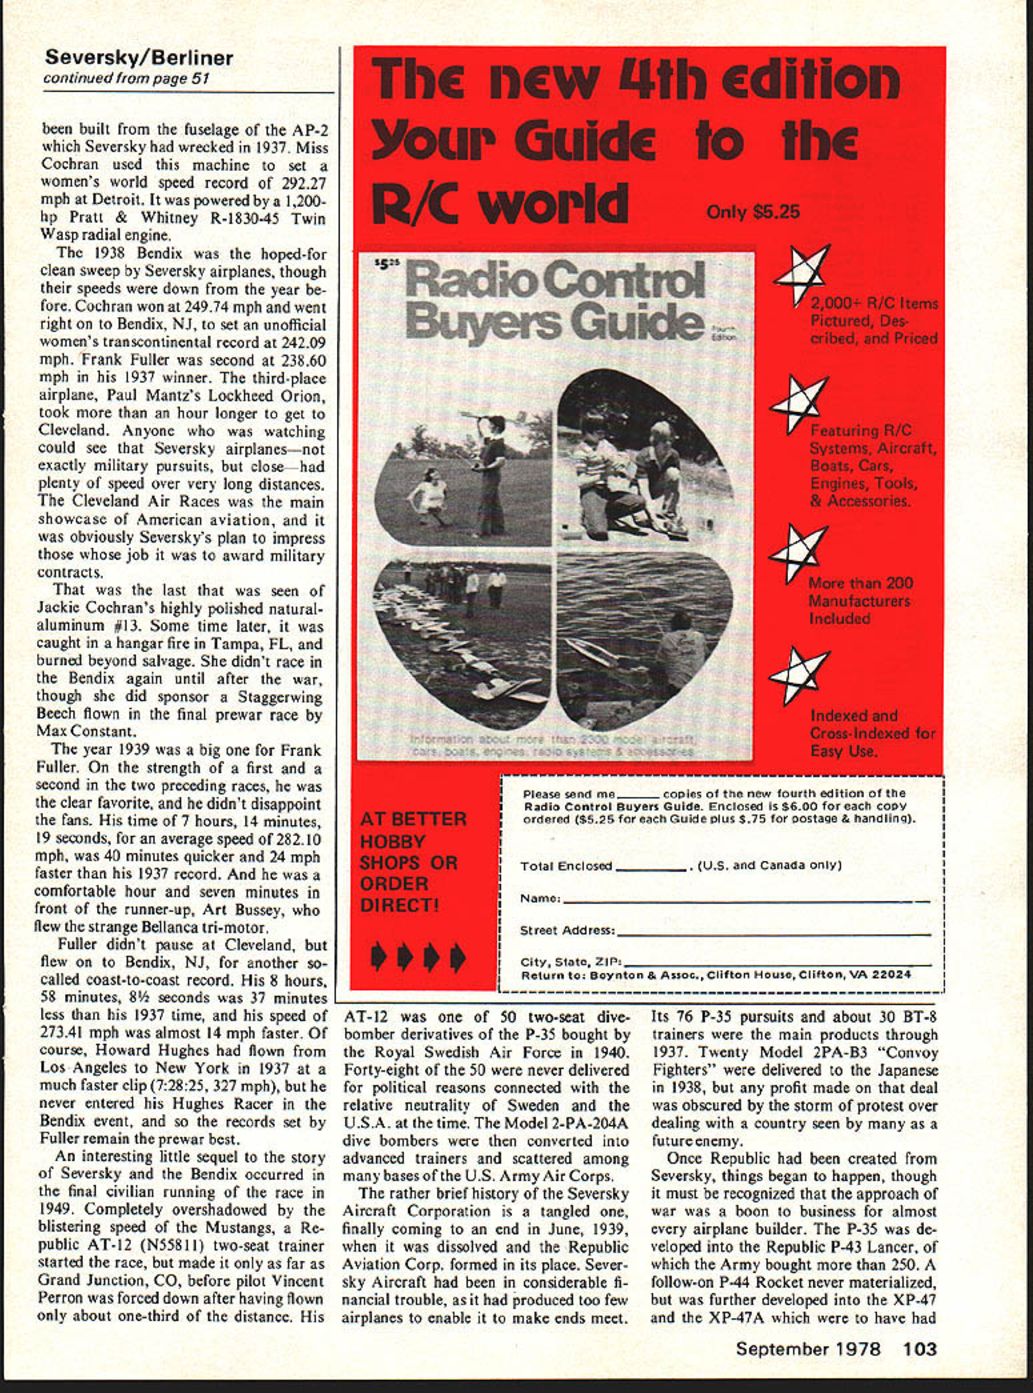 Seversky/Berliner
continued from page 51
been built from the fuselage of the AP-2
which Seversky had wrecked in 1937. Miss
Cochran used this machine to set a
women's world speed record of 292.27
mph at Detroit. It was powered by a 1,200-
hp Pratt & Whitney R-1830-45 Twin
Wasp radial engine.
The 1938 Bendix was the hoped-for
clean sweep by Seversky airplanes, though
their speeds were down from the year be-
fore. Cochran won at 249.74 mph and went
right on to Bendix, NJ, to set an unofficial
women's transcontinental record at 242.09
mph. Frank Fuller was second at 238.60
mph in his 1937 winner. The third-place
airplane, Paul Mantz's Lockheed Orion,
took more than an hour longer to get to
Cleveland. Anyone who was watching
could see that Seversky airplanes—not
exactly military pursuits, but close—had
plenty of speed over very long distances.
The Cleveland Air Races was the main
showcase of American aviation, and it
was obviously Seversky's plan to impress
those whose job it was to award military
contracts.
That was the last that was seen of
Jackie Cochran's highly polished natural-
aluminum #13. Some time later, it was
caught in a hangar fire in Tampa, FL, and
burned beyond salvage. She didn't race in
the Bendix again until after the war,
though she did sponsor a Staggerwing
Beech flown in the final prewar race by
Max Constant.
The year 1939 was a big one for Frank
Fuller. On the strength of a first and a
second in the two preceding races, he was
the clear favorite, and he didn't disappoint
the fans. His time of 7 hours, 14 minutes,
19 seconds, for an average speed of 282.10
mph, was 40 minutes quicker and 24 mph
faster than his 1937 record. And he was a
comfortable hour and seven minutes in
front of the runner-up, Art Bussey, who
flew the strange Bellanca tri-motor.
Fuller didn't pause at Cleveland, but
flew on to Bendix, NJ, for another so-
called coast-to-coast record. His 8 hours,
58 minutes, 8½ seconds was 37 minutes
less than his 1937 time, and his speed of
273.41 mph was almost 14 mph faster. Of
course, Howard Hughes had flown from
Los Angeles to New York in 1937 at a
much faster clip (7:28:25, 327 mph), but he
never entered his Hughes Racer in the
Bendix event, and so the records set by
Fuller remain the prewar best.
An interesting little sequel to the story
of Seversky and the Bendix occurred in
the final civilian running of the race in
1949. Completely overshadowed by the
blistering speed of the Mustangs, a Re-
public AT-12 (N55811) two-seat trainer
started the race, but made it only as far as
Grand Junction, CO, before pilot Vincent
Perron was forced down after having flown
only about one-third of the distance. His
The new 4th edition
Your Guide to the
R/C world
Only $5.25
$5²⁵
Radio Control
Buyers Guide
Fourth
Edition
Information about more than 2300 model aircraft,
cars, boats, engines, radio systems & accessories
2,000+ R/C Items
Pictured, Des-
cribed, and Priced
Featuring R/C
Systems, Aircraft,
Boats, Cars,
Engines, Tools,
& Accessories.
More than 200
Manufacturers
Included
Indexed and
Cross-Indexed for
Easy Use.
AT BETTER
HOBBY
SHOPS OR
ORDER
DIRECT!
Please send me ______ copies of the new fourth edition of the
Radio Control Buyers Guide. Enclosed is $6.00 for each copy
ordered ($5.25 for each Guide plus $.75 for postage & handling).
Total Enclosed ______ . (U.S. and Canada only)
Name: ______
Street Address: ______
City, State, ZIP: ______
Return to: Boynton & Assoc., Clifton House, Clifton, VA 22024
AT-12 was one of 50 two-seat dive-
bomber derivatives of the P-35 bought by
the Royal Swedish Air Force in 1940.
Forty-eight of the 50 were never delivered
for political reasons connected with the
relative neutrality of Sweden and the
U.S.A. at the time. The Model 2-PA-204A
dive bombers were then converted into
advanced trainers and scattered among
many bases of the U.S. Army Air Corps.
The rather brief history of the Seversky
Aircraft Corporation is a tangled one,
finally coming to an end in June, 1939,
when it was dissolved and the Republic
Aviation Corp. formed in its place. Sever-
sky Aircraft had been in considerable fi-
nancial trouble, as it had produced too few
airplanes to enable it to make ends meet.
Its 76 P-35 pursuits and about 30 BT-8
trainers were the main products through
1937. Twenty Model 2PA-B3 "Convoy
Fighters" were delivered to the Japanese
in 1938, but any profit made on that deal
was obscured by the storm of protest over
dealing with a country seen by many as a
future enemy.
Once Republic had been created from
Seversky, things began to happen, though
it must be recognized that the approach of
war was a boon to business for almost
every airplane builder. The P-35 was de-
veloped into the Republic P-43 Lancer, of
which the Army bought more than 250. A
follow-on P-44 Rocket never materialized,
but was further developed into the XP-47
and the XP-47A which were to have had
September 1978 103